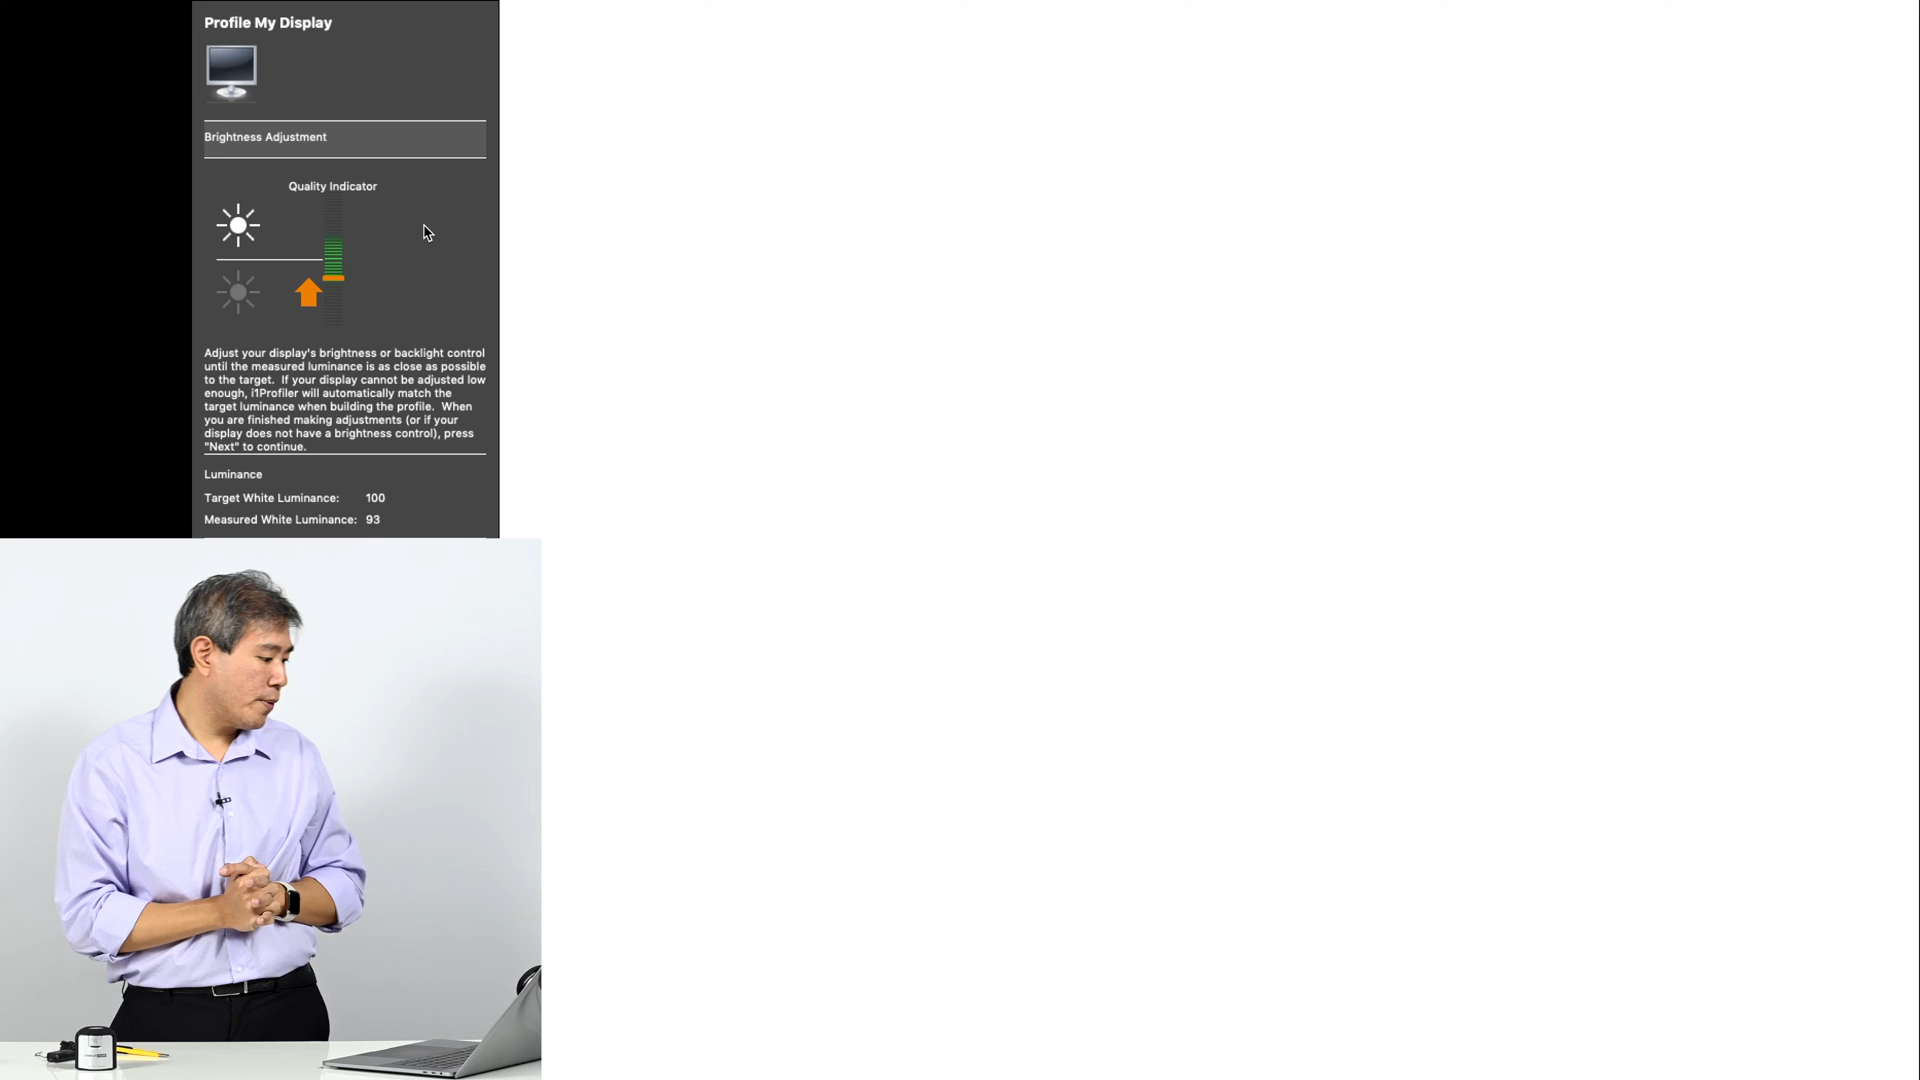 Profile My Display
Brightness Adjustment
Quality Indicator
Adjust your display's brightness or backlight control
until the measured luminance is as close as possible
to the target.  If your display cannot be adjusted low
enough, i1Profiler will automatically match the
target luminance when building the profile.  When
you are finished making adjustments (or if your
display does not have a brightness control), press
"Next" to continue.
Luminance
Target White Luminance: 100
Measured White Luminance: 93